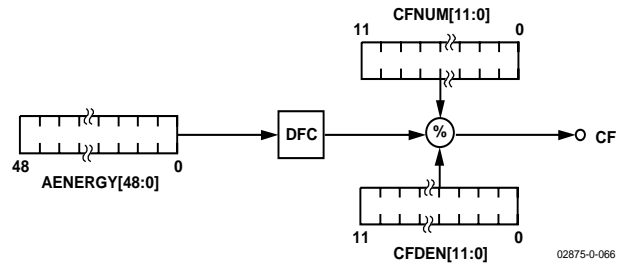 CFNUM[11:0]
11 0
DFC
%
CF
48 0
AENERGY[48:0]
11 0
CFDEN[11:0]
02875-0-066